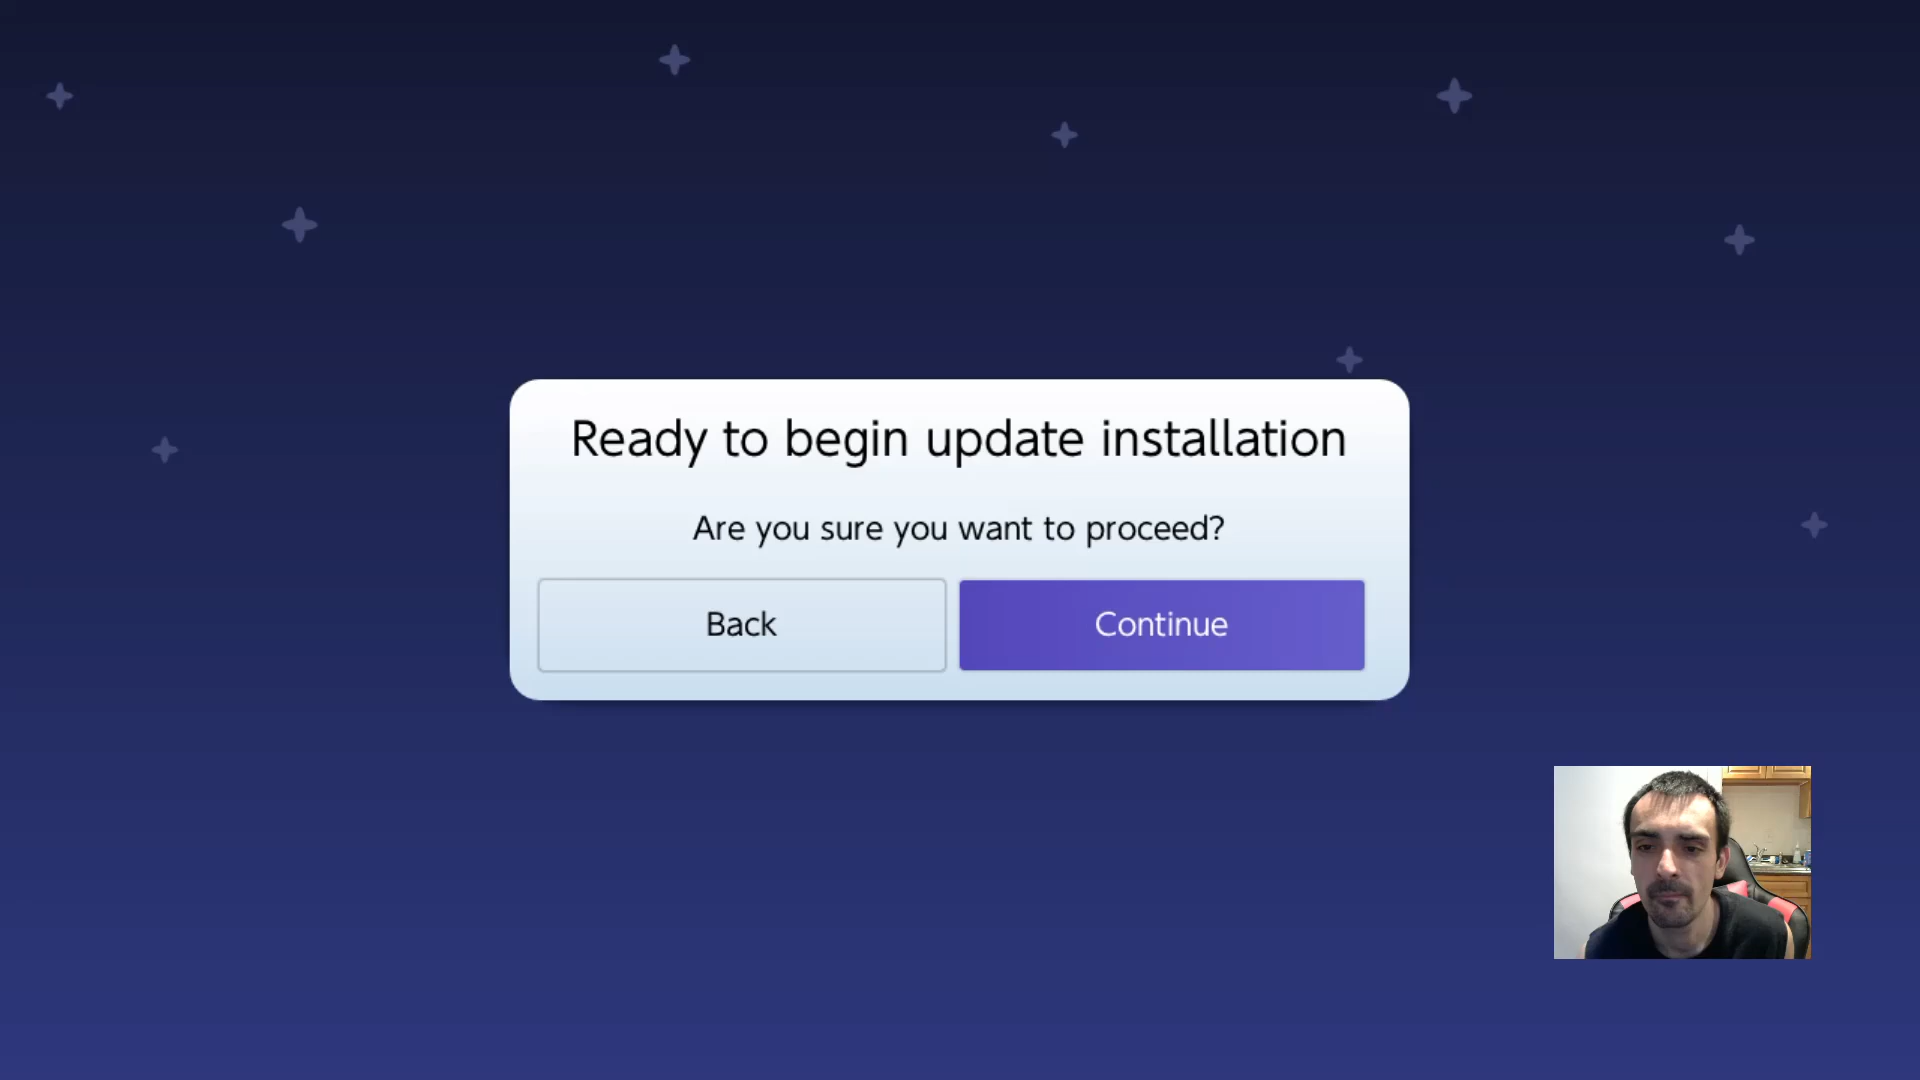 Ready to begin update installation
Are you sure you want to proceed?
Back
Continue